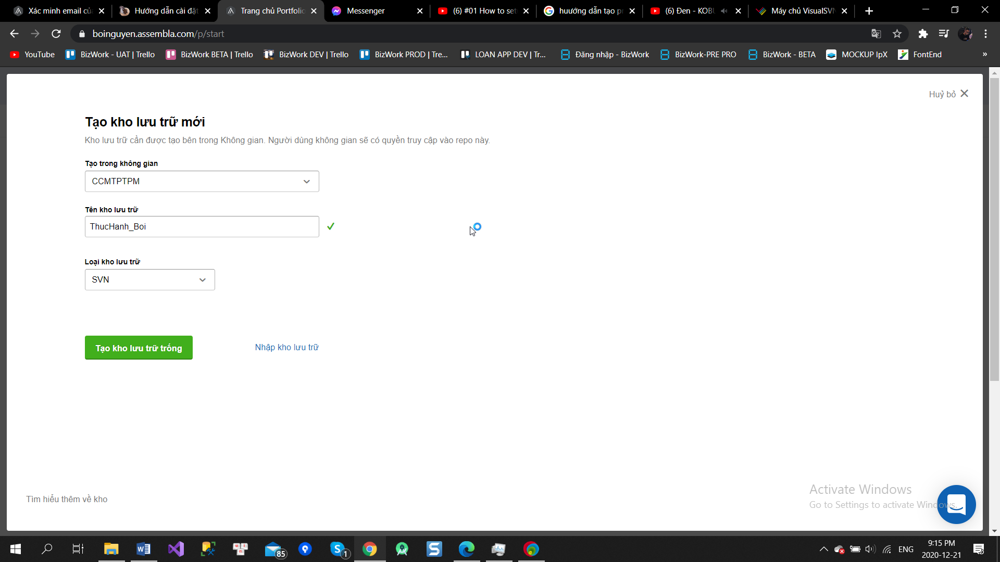 Xác minh email củ
Hướng dẫn cài đặt
Trang chủ Portfolio
Messenger
(6) #01 How to set
huướng dẫn tạo pr
(6) Đen - KOBU
Máy chủ VisualSVN
boinguyen.assembla.com/p/start
YouTube
BizWork - UAT | Trello
BizWork BETA | Trello
BizWork DEV | Trello
BizWork PROD | Tre...
LOAN APP DEV | Tr...
Đăng nhập - BizWork
BizWork-PRE PRO
BizWork - BETA
MOCKUP IpX
FontEnd
»
Huỷ bỏ
Tạo kho lưu trữ mới
Kho lưu trữ cần được tạo bên trong Không gian. Người dùng không gian sẽ có quyền truy cập vào repo này.
Tạo trong không gian
CCMTPTPM
Tên kho lưu trữ
ThucHanh_Boi
Loại kho lưu trữ
SVN
Tạo kho lưu trữ trống
Nhập kho lưu trữ
Tìm hiểu thêm về kho
Activate Windows
Go to Settings to activate Windows.
85
1
ENG
9:15 PM
2020-12-21